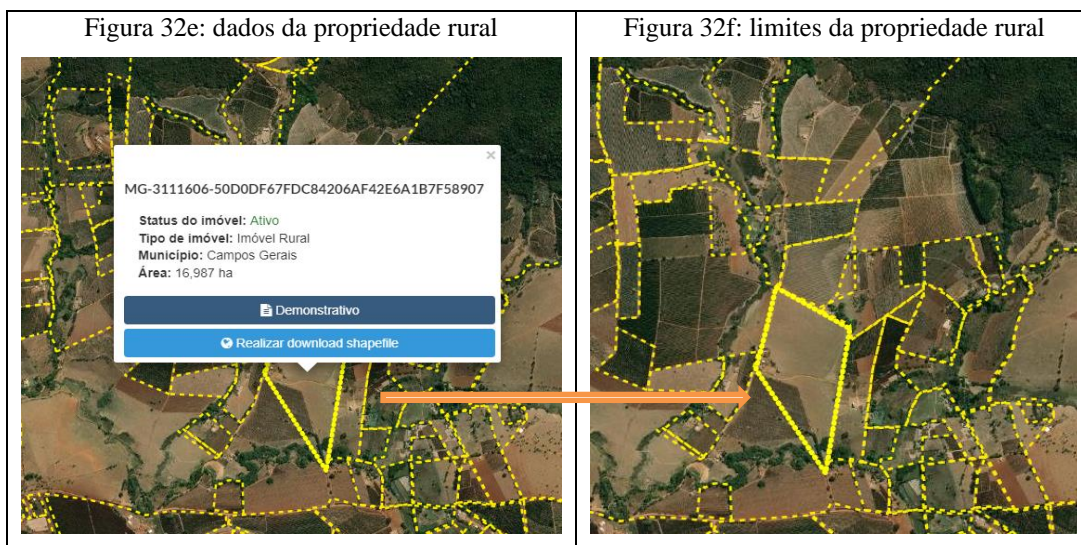 Figura 32e: dados da propriedade rural
Figura 32f: limites da propriedade rural
×
MG-3111606-50D0DF67FDC84206AF42E6A1B7F58907
Status do imóvel: Ativo
Tipo de imóvel: Imóvel Rural
Município: Campos Gerais
Área: 16,987 ha
Demonstrativo
Realizar download shapefile